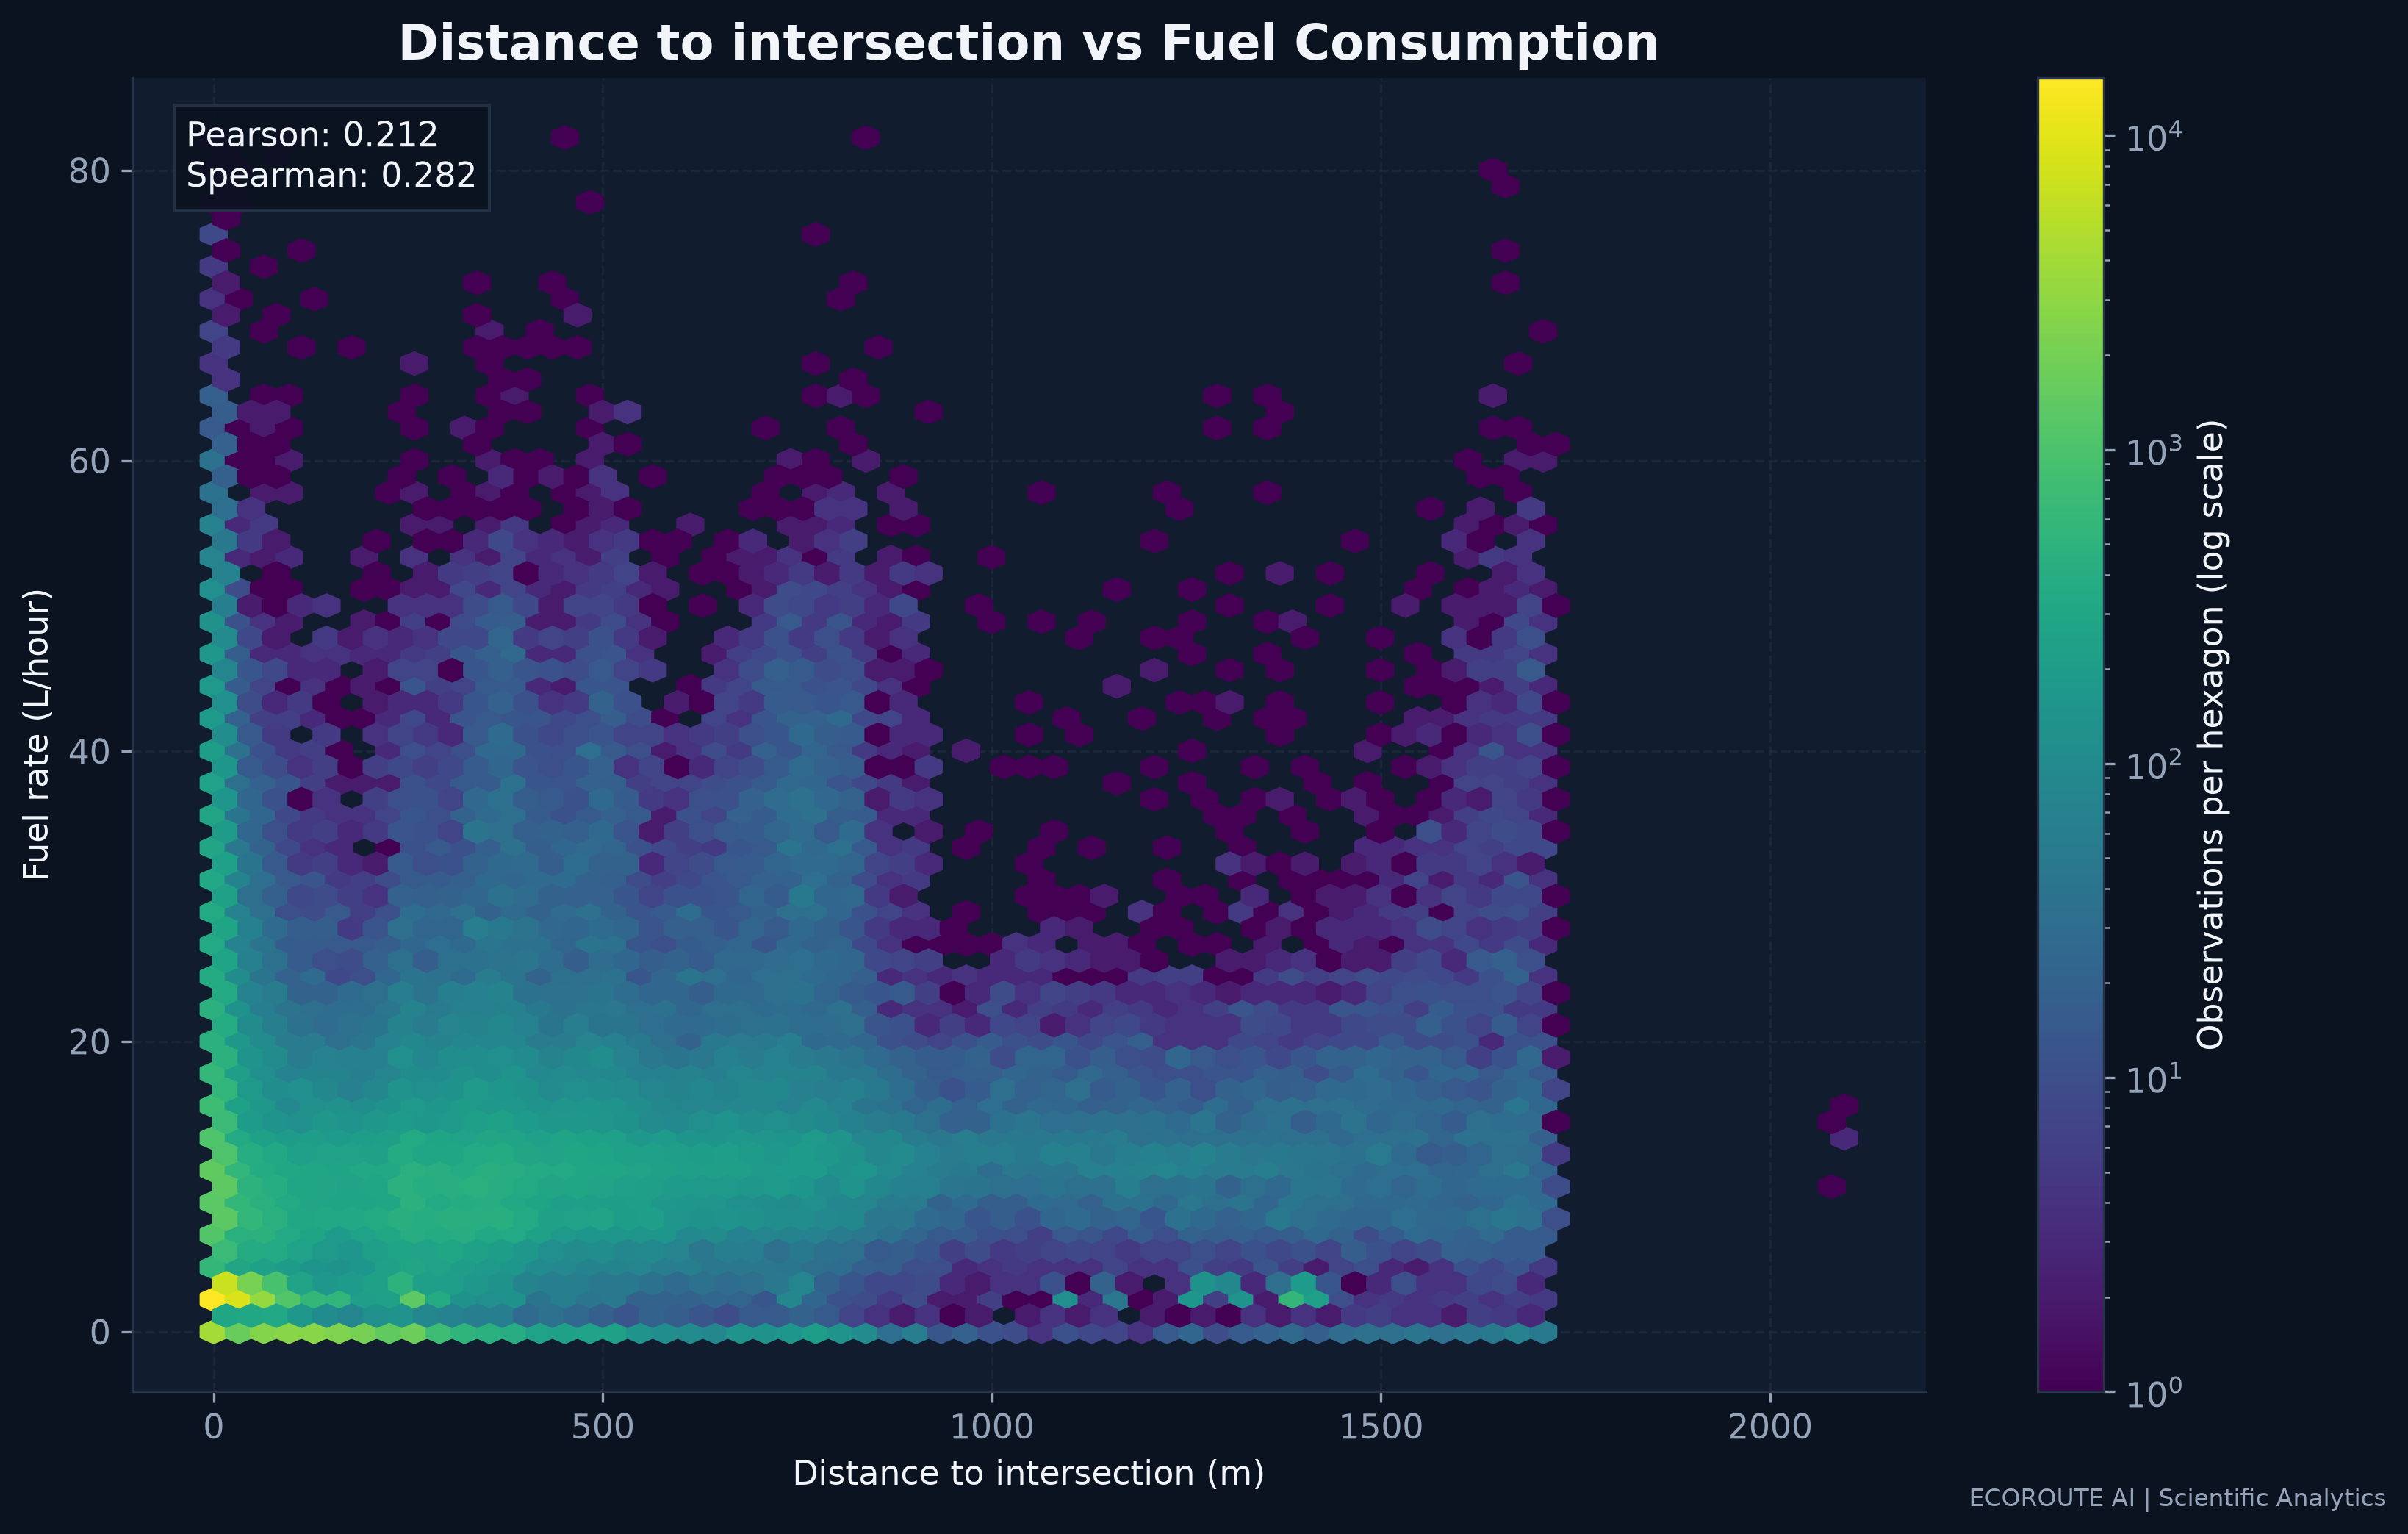 Distance to intersection vs Fuel Consumption
Pearson: 0.212
Spearman: 0.282
Fuel rate (L/hour)
80
60
40
20
0
0 500 1000 1500 2000
Distance to intersection (m)
10⁴
10³
10²
10¹
10⁰
Observations per hexagon (log scale)
ECOROUTE AI | Scientific Analytics